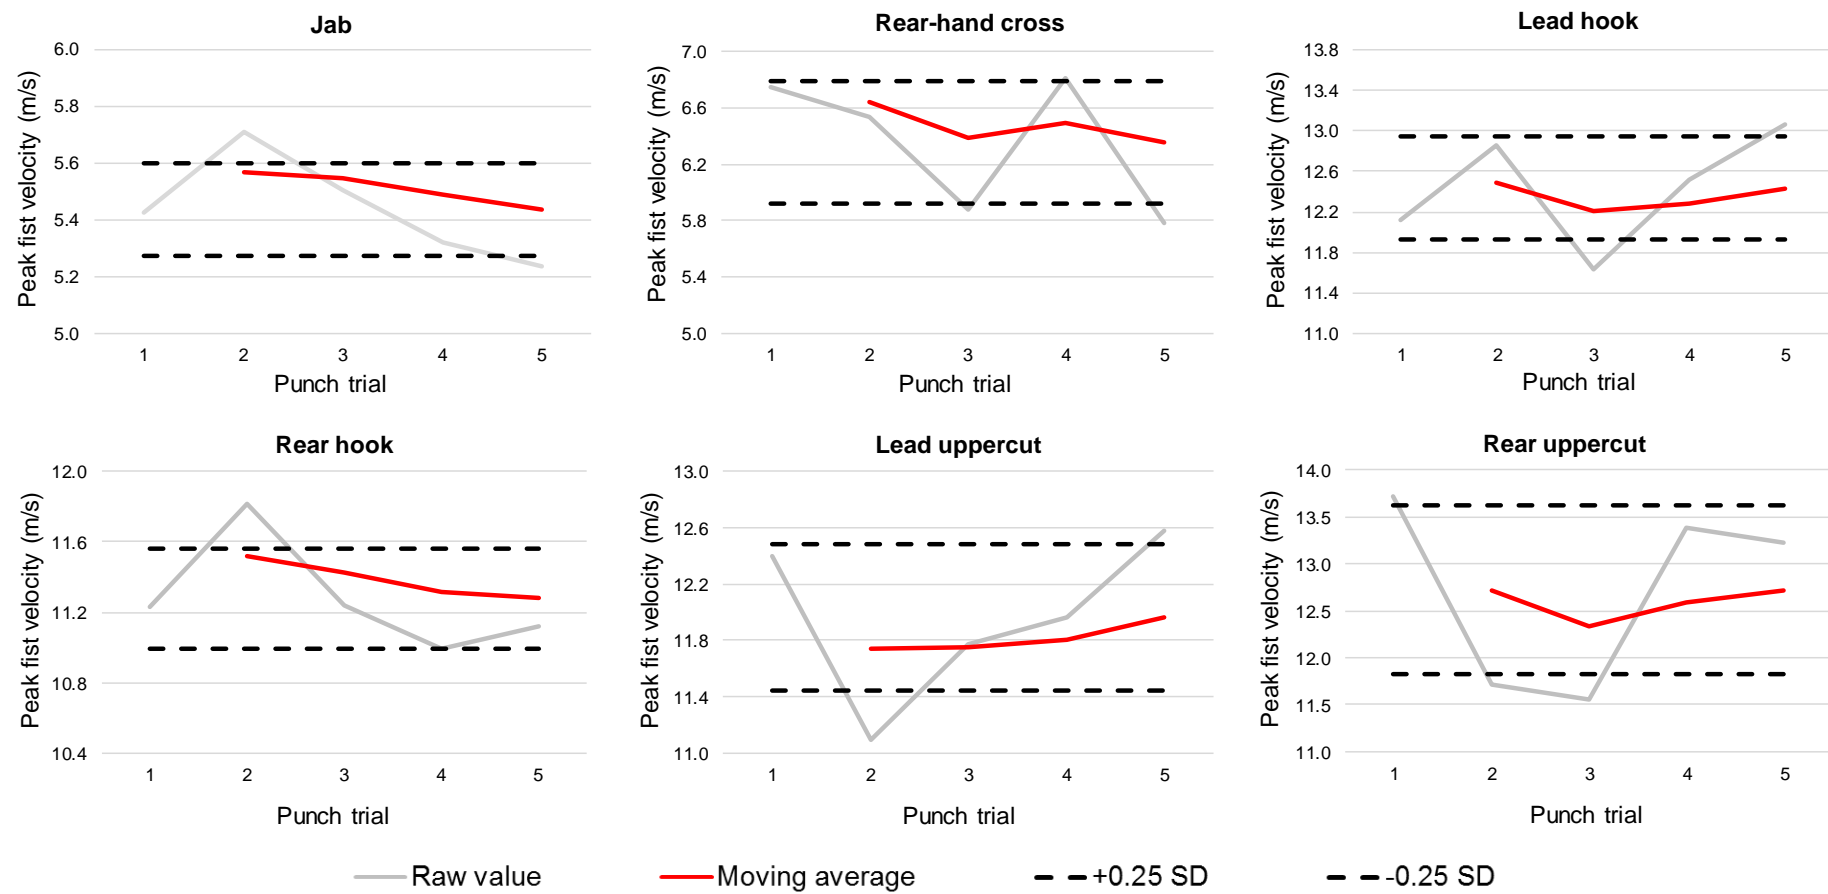 Jab
Peak fist velocity (m/s)
6.0
5.8
5.6
5.4
5.2
5.0
1 2 3 4 5
Punch trial
Rear-hand cross
Peak fist velocity (m/s)
7.0
6.6
6.2
5.8
5.4
5.0
1 2 3 4 5
Punch trial
Lead hook
Peak fist velocity (m/s)
13.8
13.4
13.0
12.6
12.2
11.8
11.4
11.0
1 2 3 4 5
Punch trial
Rear hook
Peak fist velocity (m/s)
12.0
11.6
11.2
10.8
10.4
1 2 3 4 5
Punch trial
Lead uppercut
Peak fist velocity (m/s)
13.0
12.6
12.2
11.8
11.4
11.0
1 2 3 4 5
Punch trial
Rear uppercut
Peak fist velocity (m/s)
14.0
13.5
13.0
12.5
12.0
11.5
11.0
1 2 3 4 5
Punch trial
Raw value Moving average +0.25 SD -0.25 SD